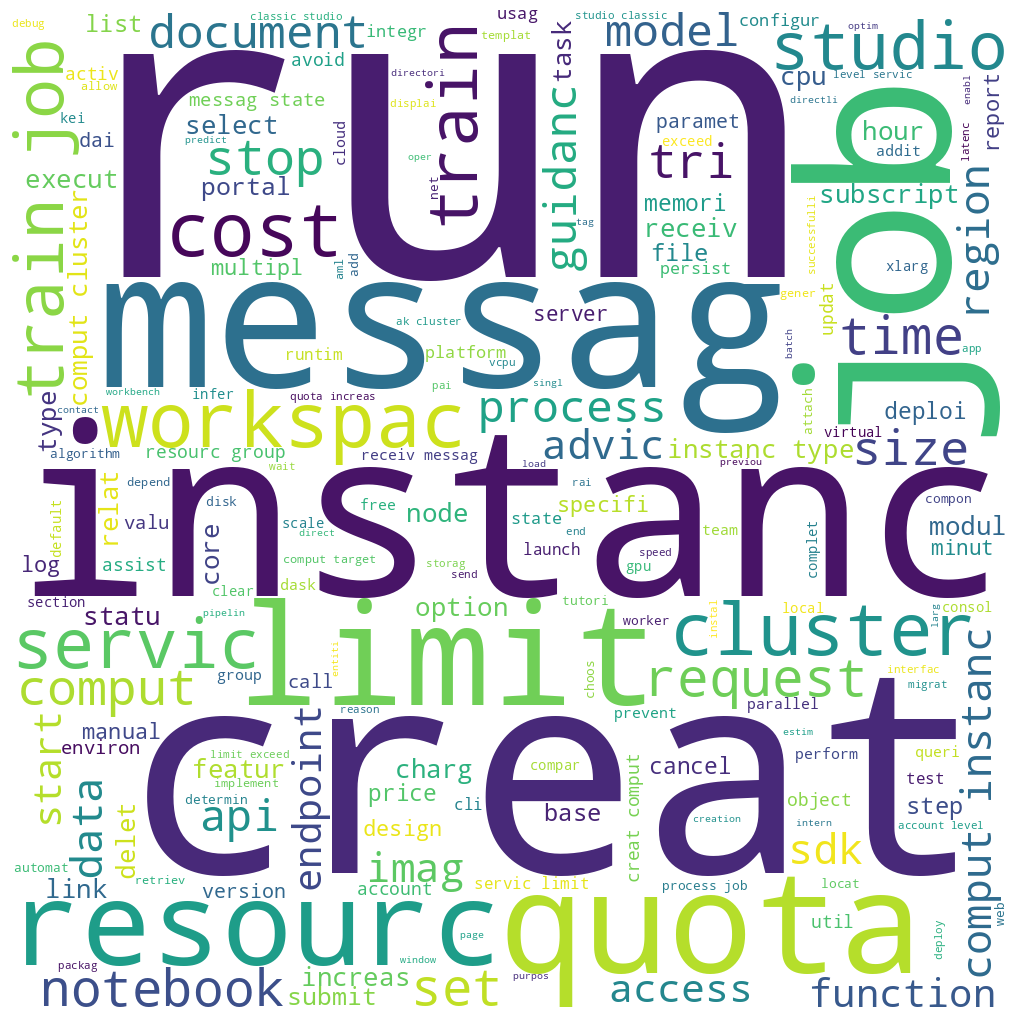 debug
classic studio
usag
studio classic
optim
list
document
integr
templat
model
configur
studio
avoid
train
task
activ
allow
directori
cpu
level servic
enabl
report
messag state
displai
directli
kei
select
predict
cloud
run
paramet
exceed
hour
addit
latenc
dai
stop
oper
tri
job
train job
execut
portal
net
guidanc
memori
subscript
cost
tag
receiv
region
multipl
aml
add
file
persist
successfulli
xlarg
comput cluster
messag
ak cluster
server
gener
updat
time
runtim
platform
vcpu
batch
app
workbench
infer
pai
quota increas
singl
attach
type
contact
workspac
process
deploi
algorithm
resourc group
receiv messag
advic
instanc type
virtual
size
wait
load
previou
relat
depend
instanc
disk
free
rai
specifi
compon
default
valu
core
scale
node
state
end
team
modul
log
assist
direct
comput target
launch
speed
complet
minut
section
clear
dask
storag
send
gpu
statu
pipelin
limit
option
tutori
worker
instal
local
larg
consol
servic
entiti
cluster
comput
group
call
choos
request
interfac
migrat
start
manual
reason
prevent
parallel
comput instanc
environ
limit exceed
creat
estim
featur
implement
endpoint
charg
compar
cancel
perform
queri
data
determin
price
cli
base
creat comput
object
test
step
delet
api
design
creation
intern
account level
sdk
automat
retriev
imag
link
version
account
servic limit
process job
locat
util
web
resourc
page
quota
deploy
packag
window
purpos
notebook
increas
submit
set
access
function